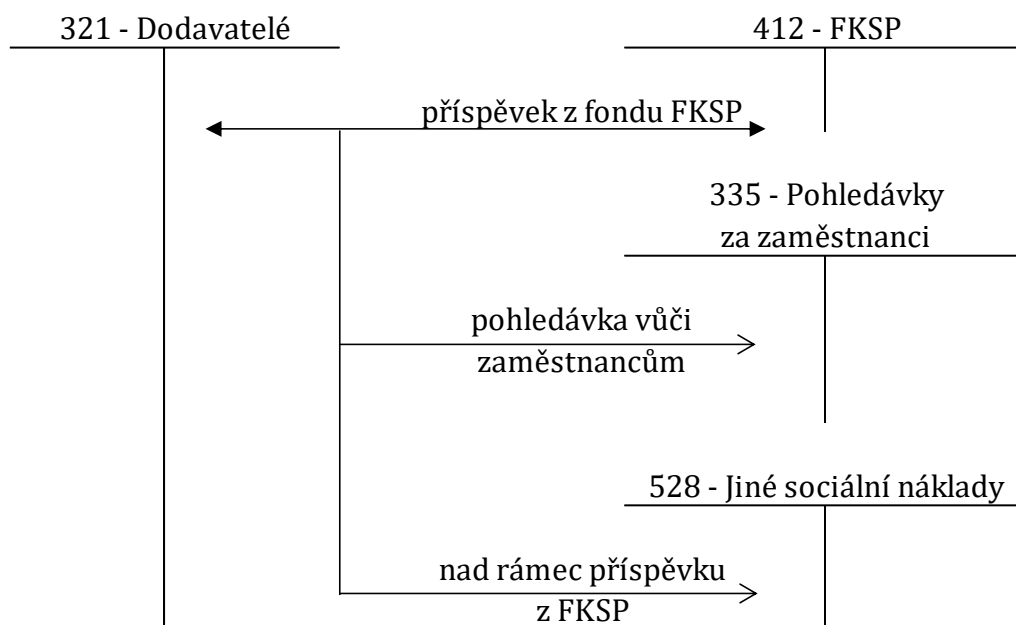 321 - Dodavatelé
412 - FKSP
příspěvek z fondu FKSP
335 - Pohledávky
za zaměstnanci
pohledávka vůči
zaměstnancům
528 - Jiné sociální náklady
nad rámec příspěvku
z FKSP